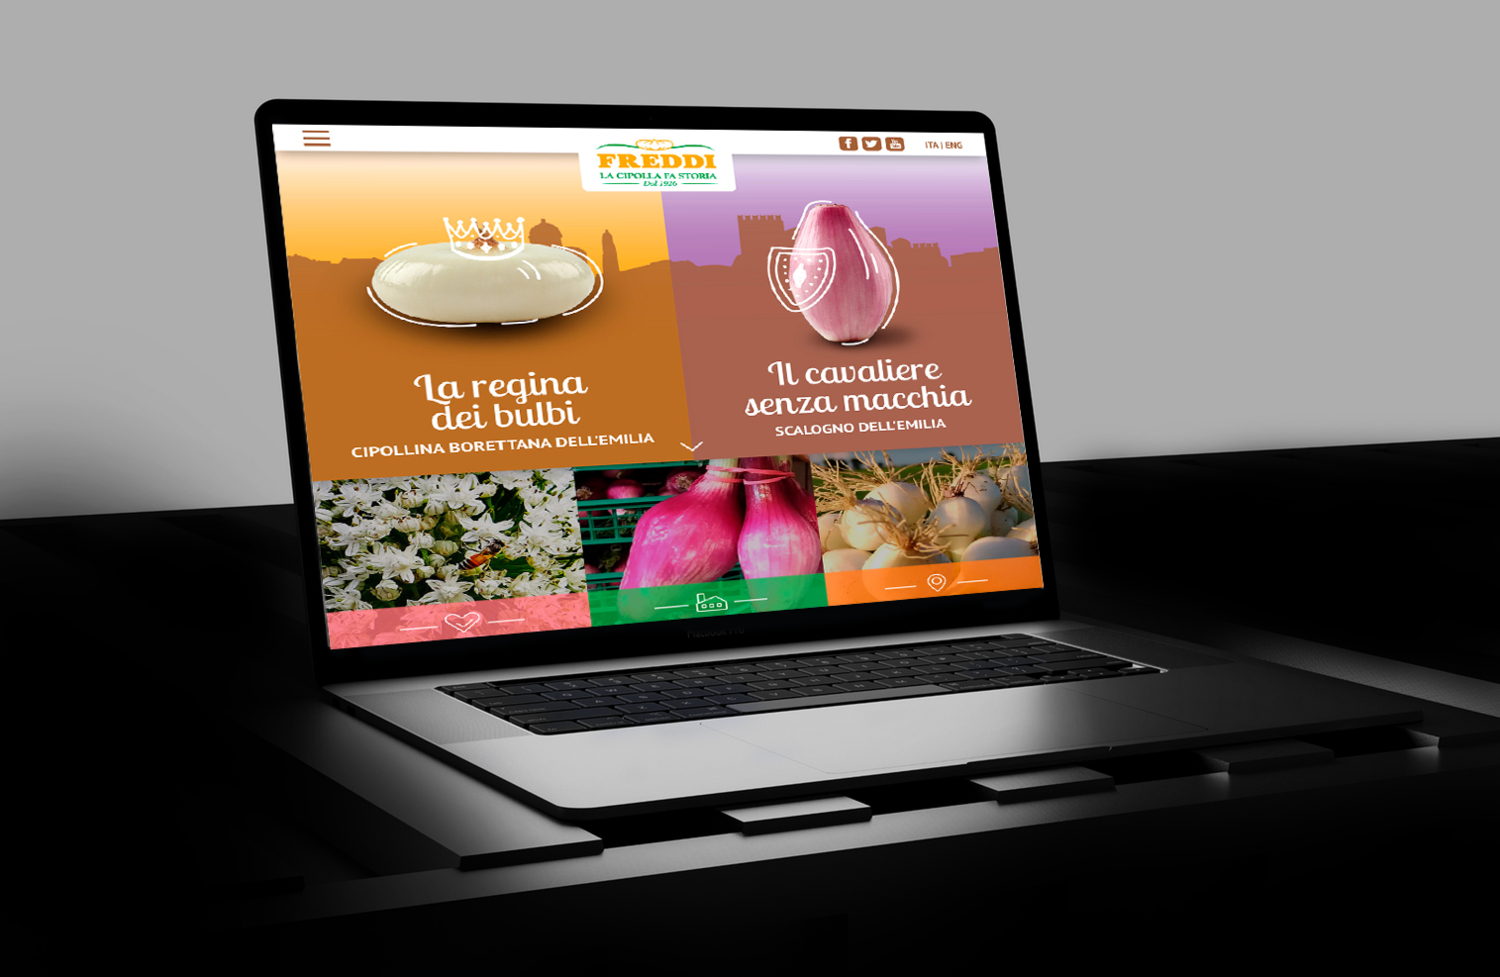 FREDDI
LA CIPOLLA FA STORIA
Dal 1926
ITA | ENG
La regina
dei bulbi
CIPOLLINA BORETTANA DELL'EMILIA
Il cavaliere
senza macchia
SCALOGNO DELL'EMILIA
MacBook Pro